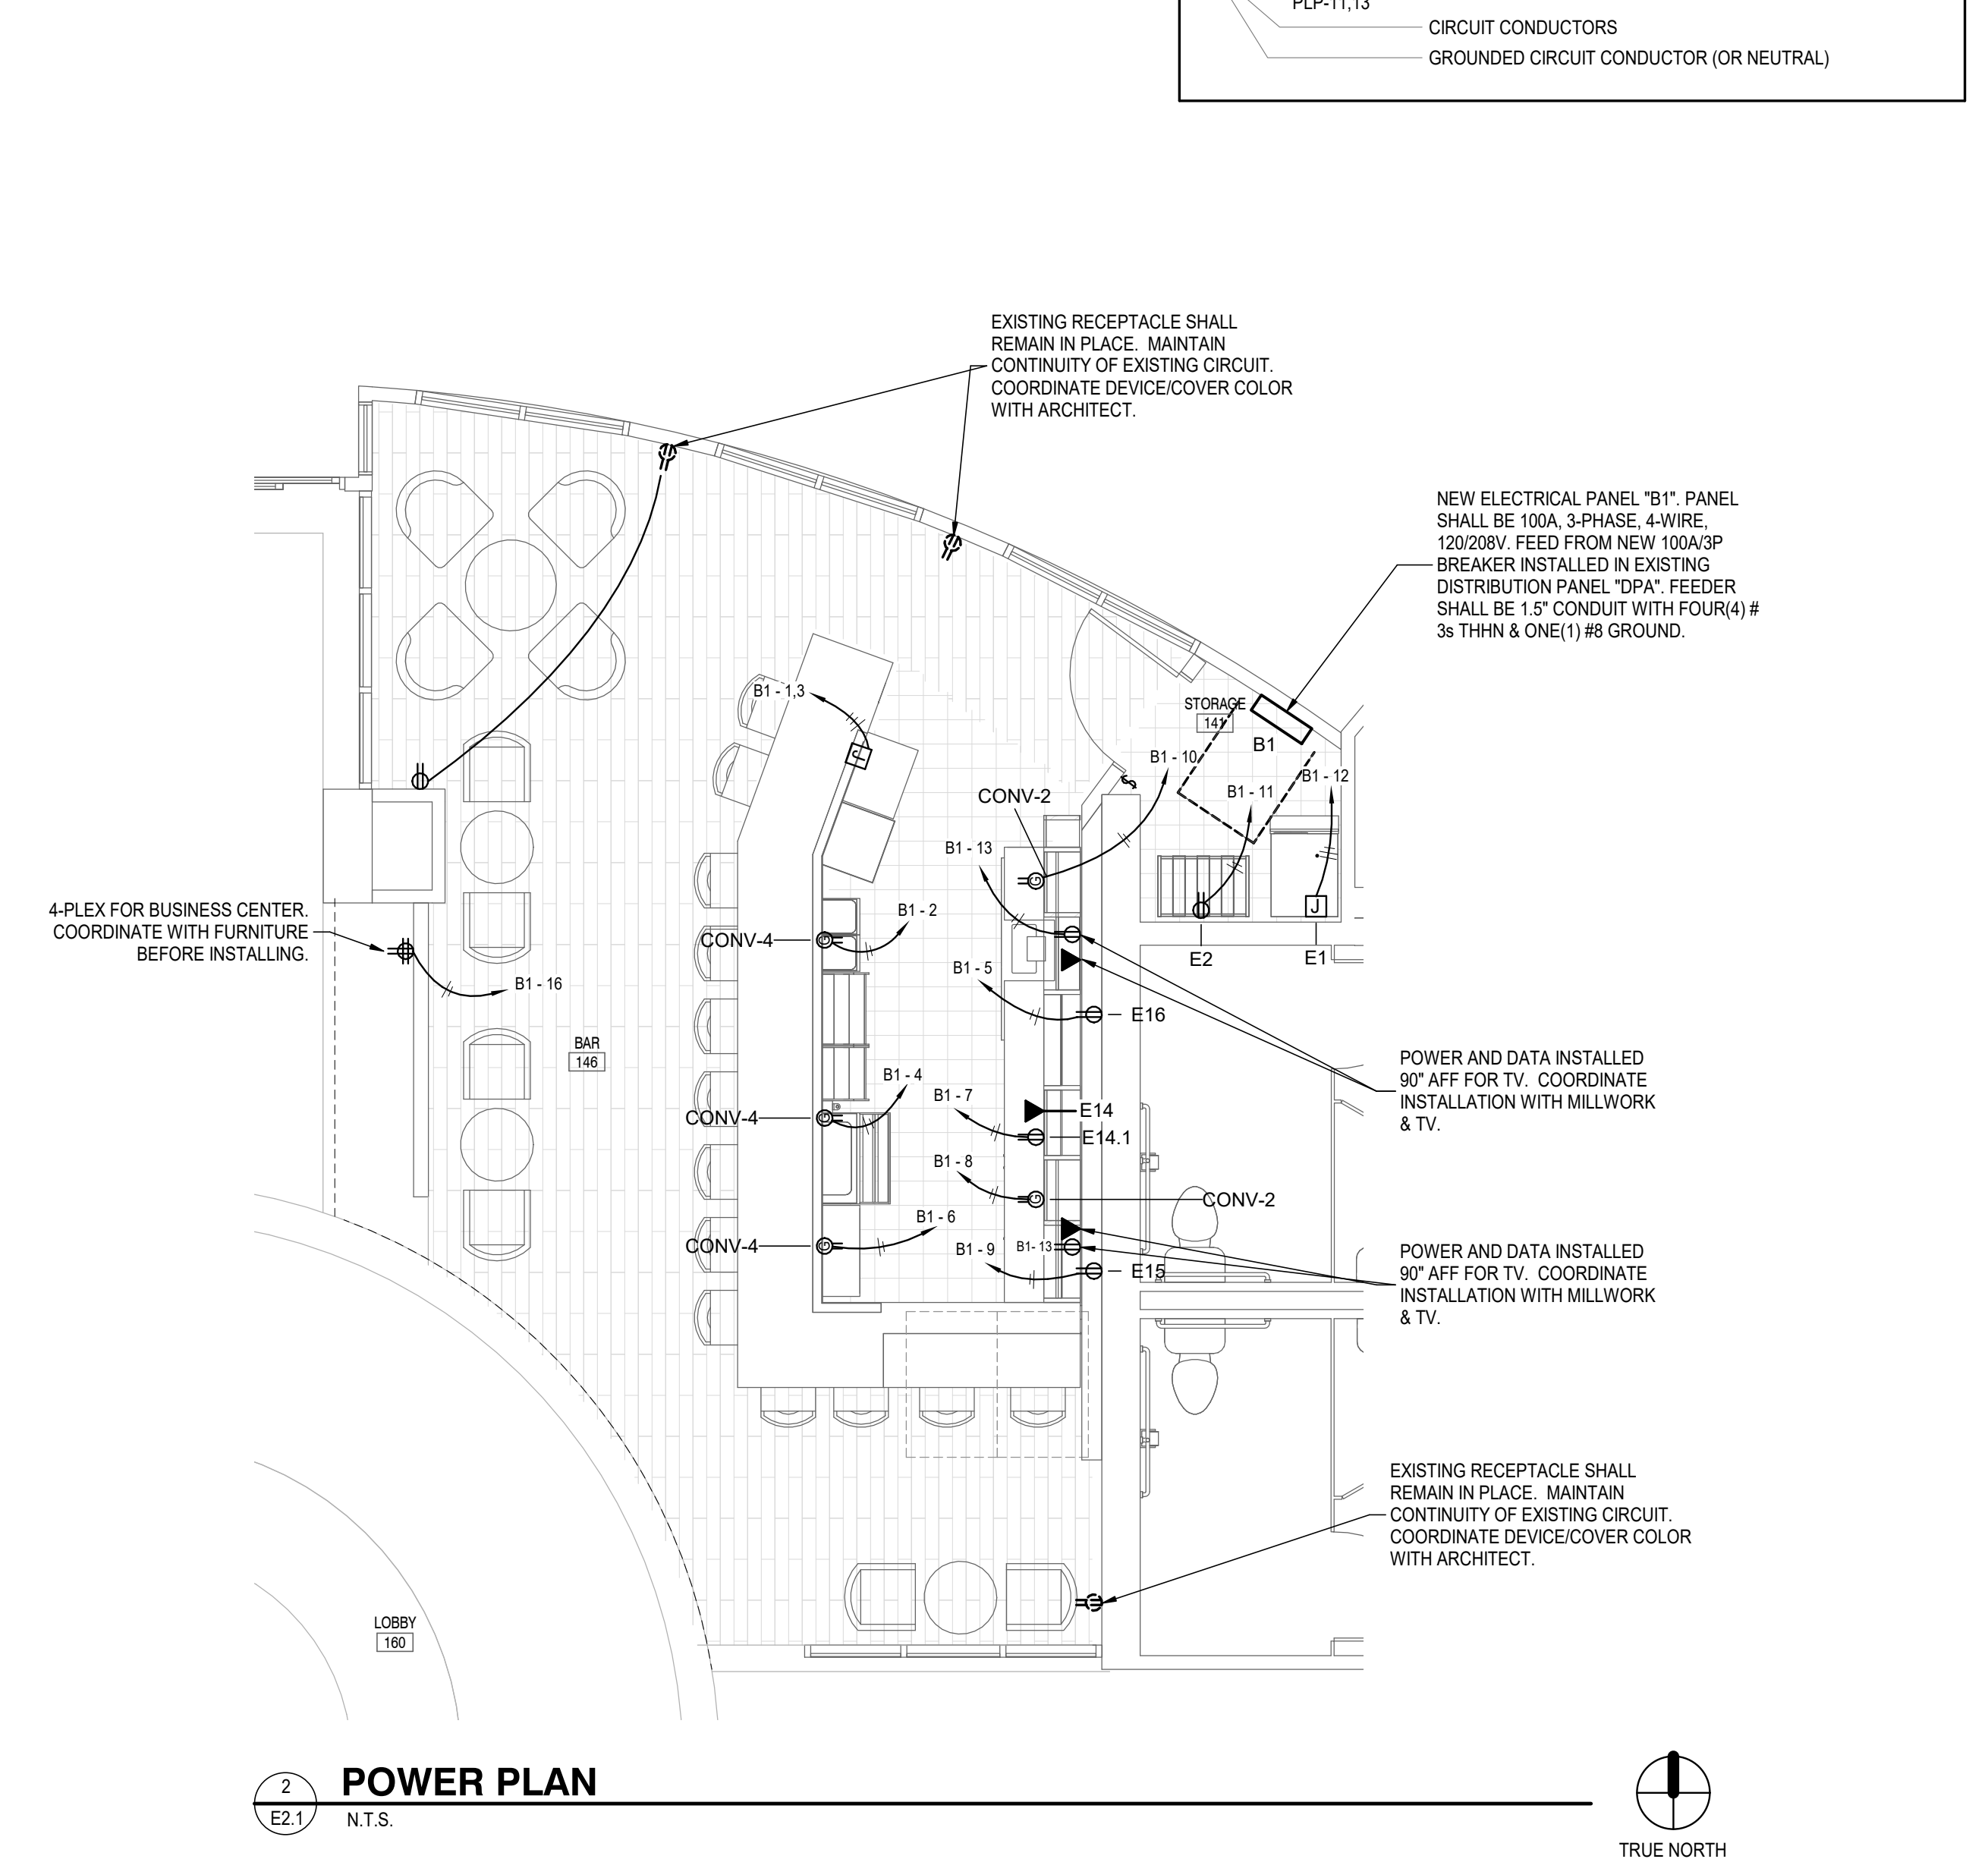 PLP-11,13
CIRCUIT CONDUCTORS
GROUNDED CIRCUIT CONDUCTOR (OR NEUTRAL)
EXISTING RECEPTACLE SHALL
REMAIN IN PLACE. MAINTAIN
CONTINUITY OF EXISTING CIRCUIT.
COORDINATE DEVICE/COVER COLOR
WITH ARCHITECT.
NEW ELECTRICAL PANEL "B1". PANEL
SHALL BE 100A, 3-PHASE, 4-WIRE,
120/208V. FEED FROM NEW 100A/3P
BREAKER INSTALLED IN EXISTING
DISTRIBUTION PANEL "DPA". FEEDER
SHALL BE 1.5" CONDUIT WITH FOUR(4) #
3s THHN & ONE(1) #8 GROUND.
B1 - 1,3
J
STORAGE
141
B1
B1 - 10
B1 - 12
B1 - 11
CONV-2
$
B1 - 13
G
J
E2
E1
4-PLEX FOR BUSINESS CENTER.
COORDINATE WITH FURNITURE
BEFORE INSTALLING.
B1 - 16
CONV-4
G
B1 - 2
B1 - 5
E16
BAR
146
POWER AND DATA INSTALLED
90" AFF FOR TV. COORDINATE
INSTALLATION WITH MILLWORK
& TV.
CONV-4
G
B1 - 4
B1 - 7
E14
E14.1
B1 - 8
G
CONV-2
CONV-4
G
B1 - 6
B1 - 9
B1- 13
E15
POWER AND DATA INSTALLED
90" AFF FOR TV. COORDINATE
INSTALLATION WITH MILLWORK
& TV.
EXISTING RECEPTACLE SHALL
REMAIN IN PLACE. MAINTAIN
CONTINUITY OF EXISTING CIRCUIT.
COORDINATE DEVICE/COVER COLOR
WITH ARCHITECT.
LOBBY
160
2
E2.1
POWER PLAN
N.T.S.
TRUE NORTH